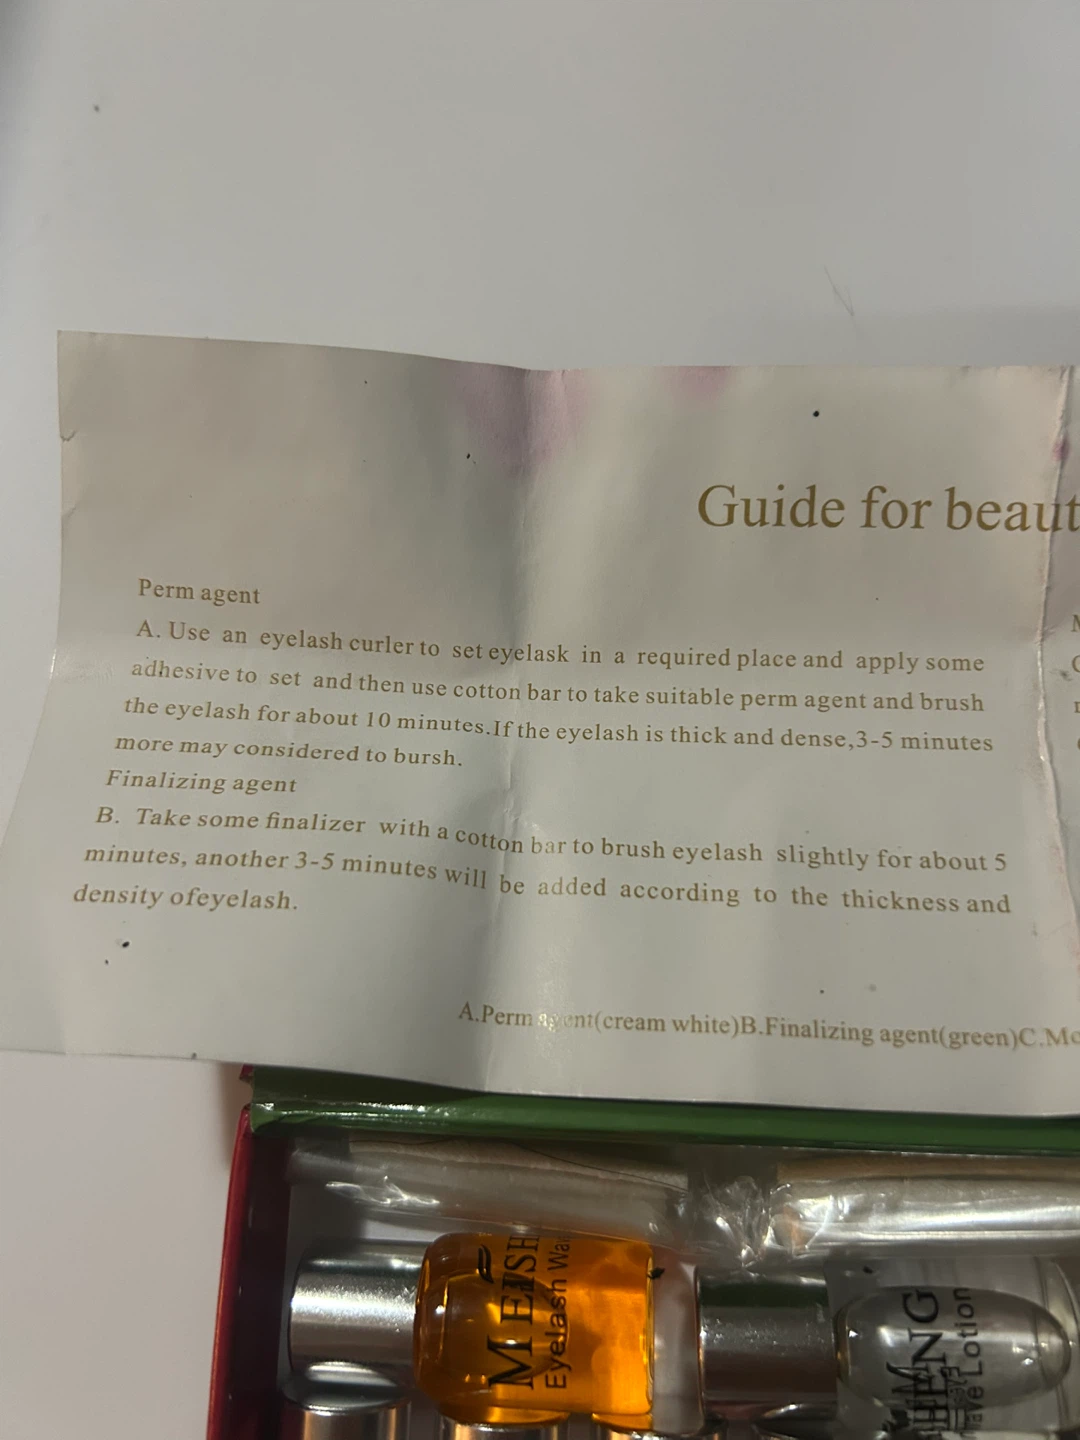 Guide for beaut
Perm agent
A. Use an eyelash curler to set eyelask in a required place and apply some
adhesive to set and then use cotton bar to take suitable perm agent and brush
the eyelash for about 10 minutes.If the eyelash is thick and dense,3-5 minutes
more may considered to bursh.
Finalizing agent
B. Take some finalizer with a cotton bar to brush eyelash slightly for about 5
minutes, another 3-5 minutes will be added according to the thickness and
density ofeyelash.
A.Perm agent(cream white)B.Finalizing agent(green)C.Mo
MEISH
Eyelash Wav
Lotion